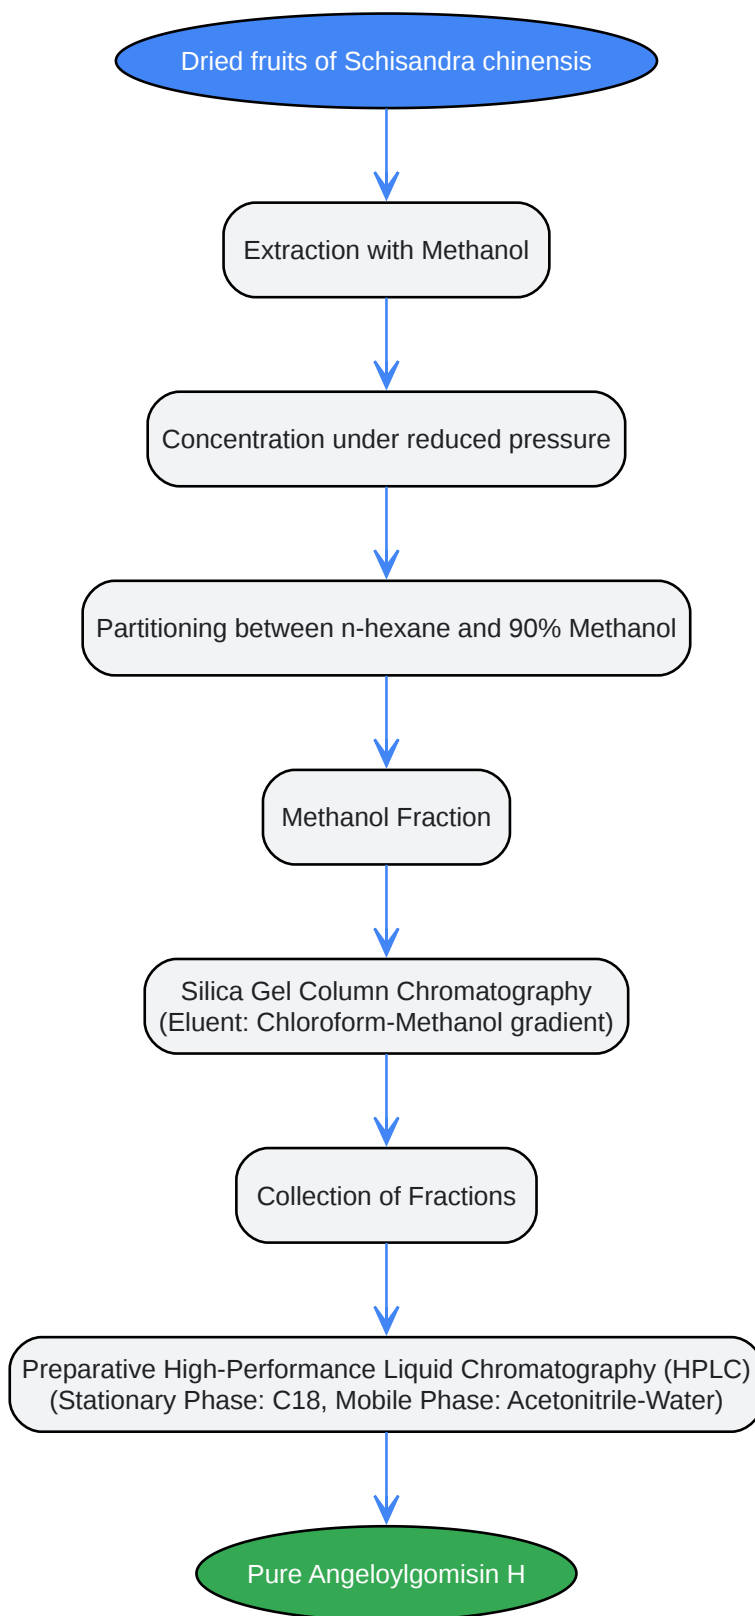 Dried fruits of Schisandra chinensis
Extraction with Methanol
Concentration under reduced pressure
Partitioning between n-hexane and 90% Methanol
Methanol Fraction
Silica Gel Column Chromatography
(Eluent: Chloroform-Methanol gradient)
Collection of Fractions
Preparative High-Performance Liquid Chromatography (HPLC)
(Stationary Phase: C18, Mobile Phase: Acetonitrile-Water)
Pure Angeloylgomisin H